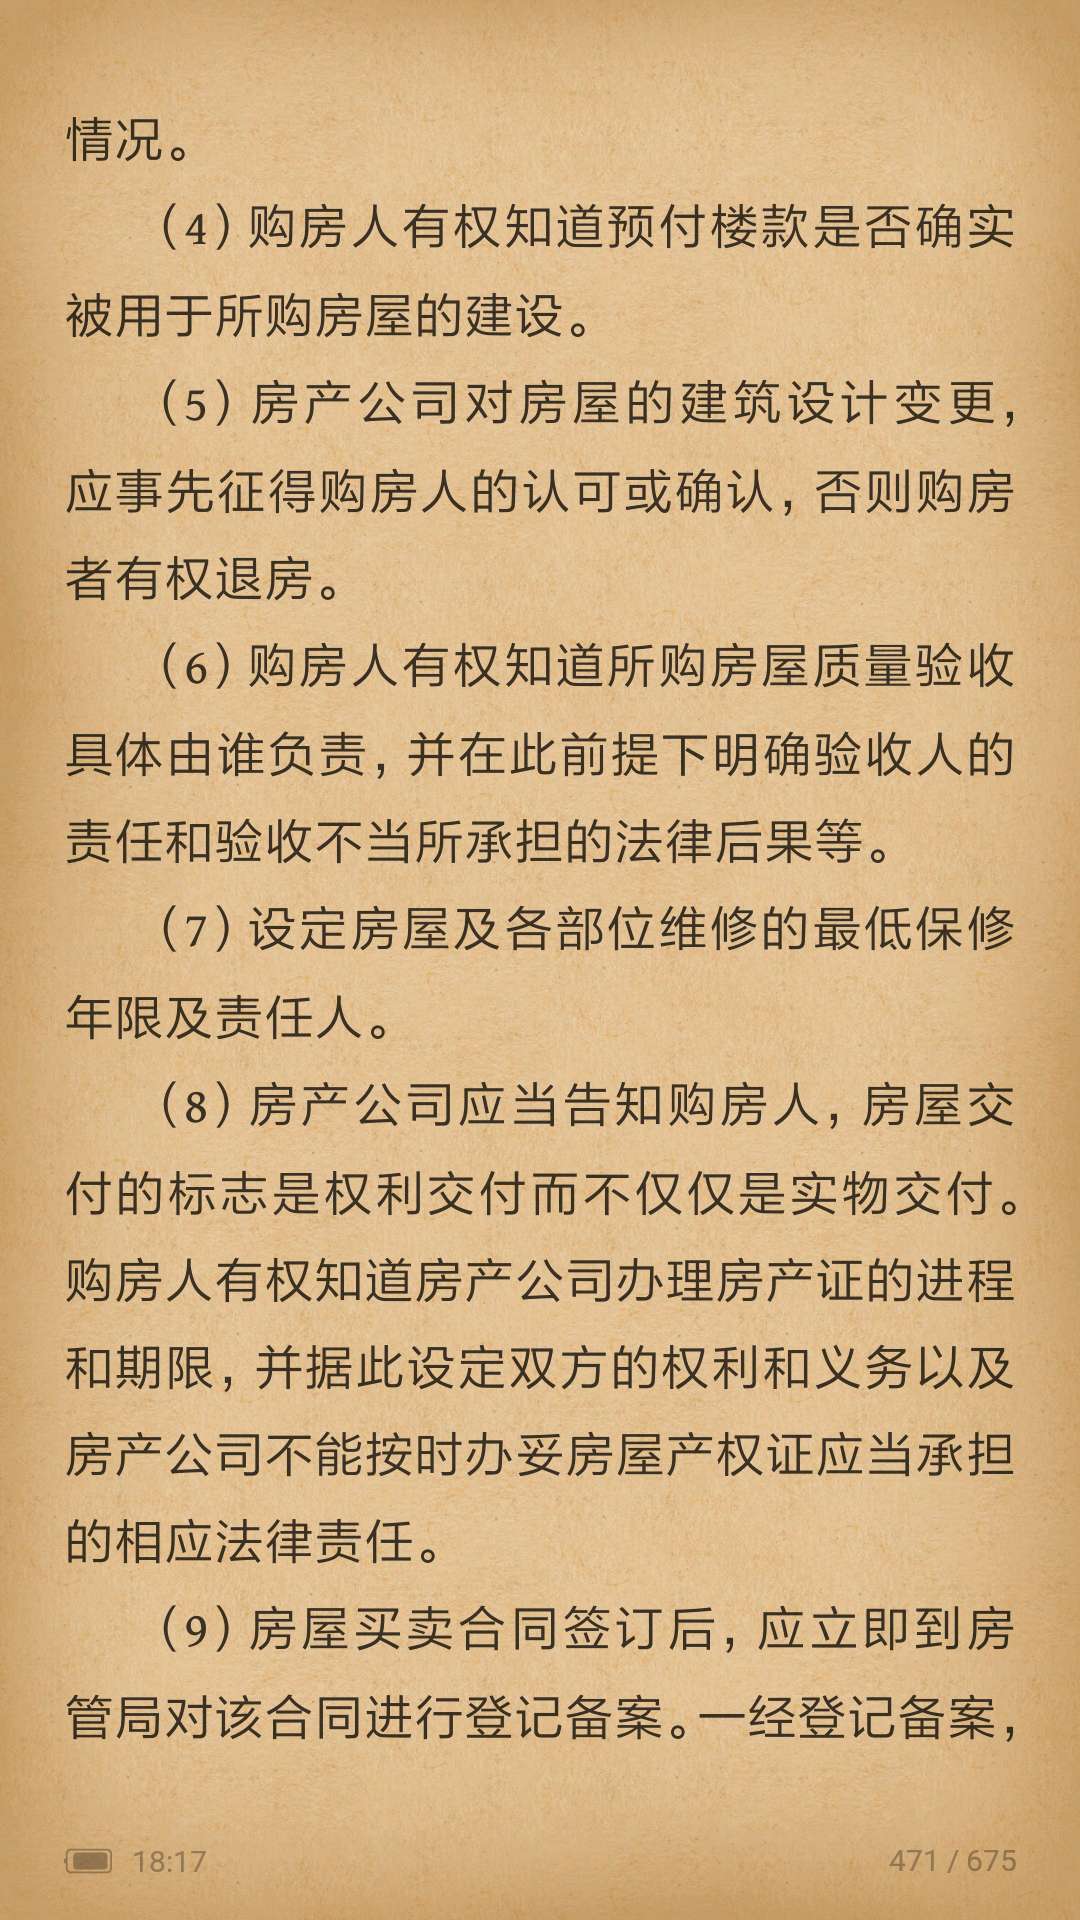 情况。
（4）购房人有权知道预付楼款是否确实
被用于所购房屋的建设。
（5）房产公司对房屋的建筑设计变更，
应事先征得购房人的认可或确认，否则购房
者有权退房。
（6）购房人有权知道所购房屋质量验收
具体由谁负责，并在此前提下明确验收人的
责任和验收不当所承担的法律后果等。
（7）设定房屋及各部位维修的最低保修
年限及责任人。
（8）房产公司应当告知购房人，房屋交
付的标志是权利交付而不仅仅是实物交付。
购房人有权知道房产公司办理房产证的进程
和期限，并据此设定双方的权利和义务以及
房产公司不能按时办妥房屋产权证应当承担
的相应法律责任。
（9）房屋买卖合同签订后，应立即到房
管局对该合同进行登记备案。一经登记备案，
18:17
471 / 675